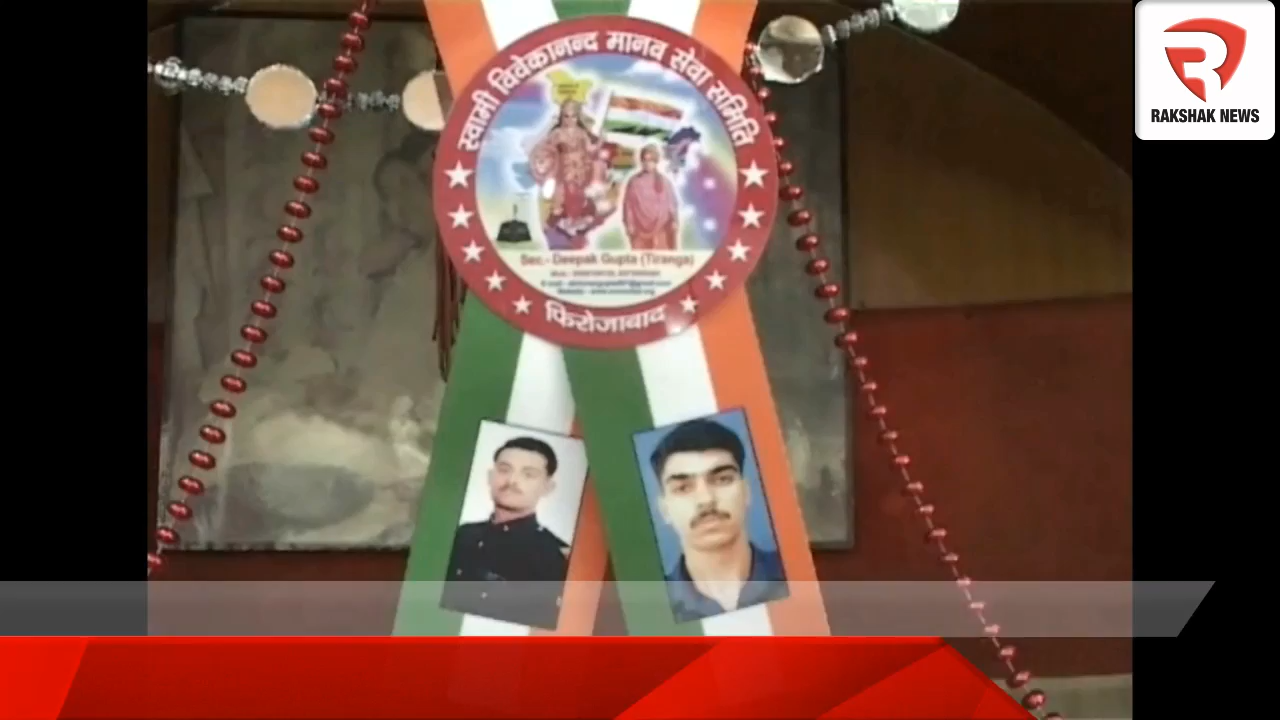 स्वामी विवेकानन्द मानव सेवा समिति
Sec.- Deepak Gupta (Tiranga)
फिरोजाबाद
RAKSHAK NEWS